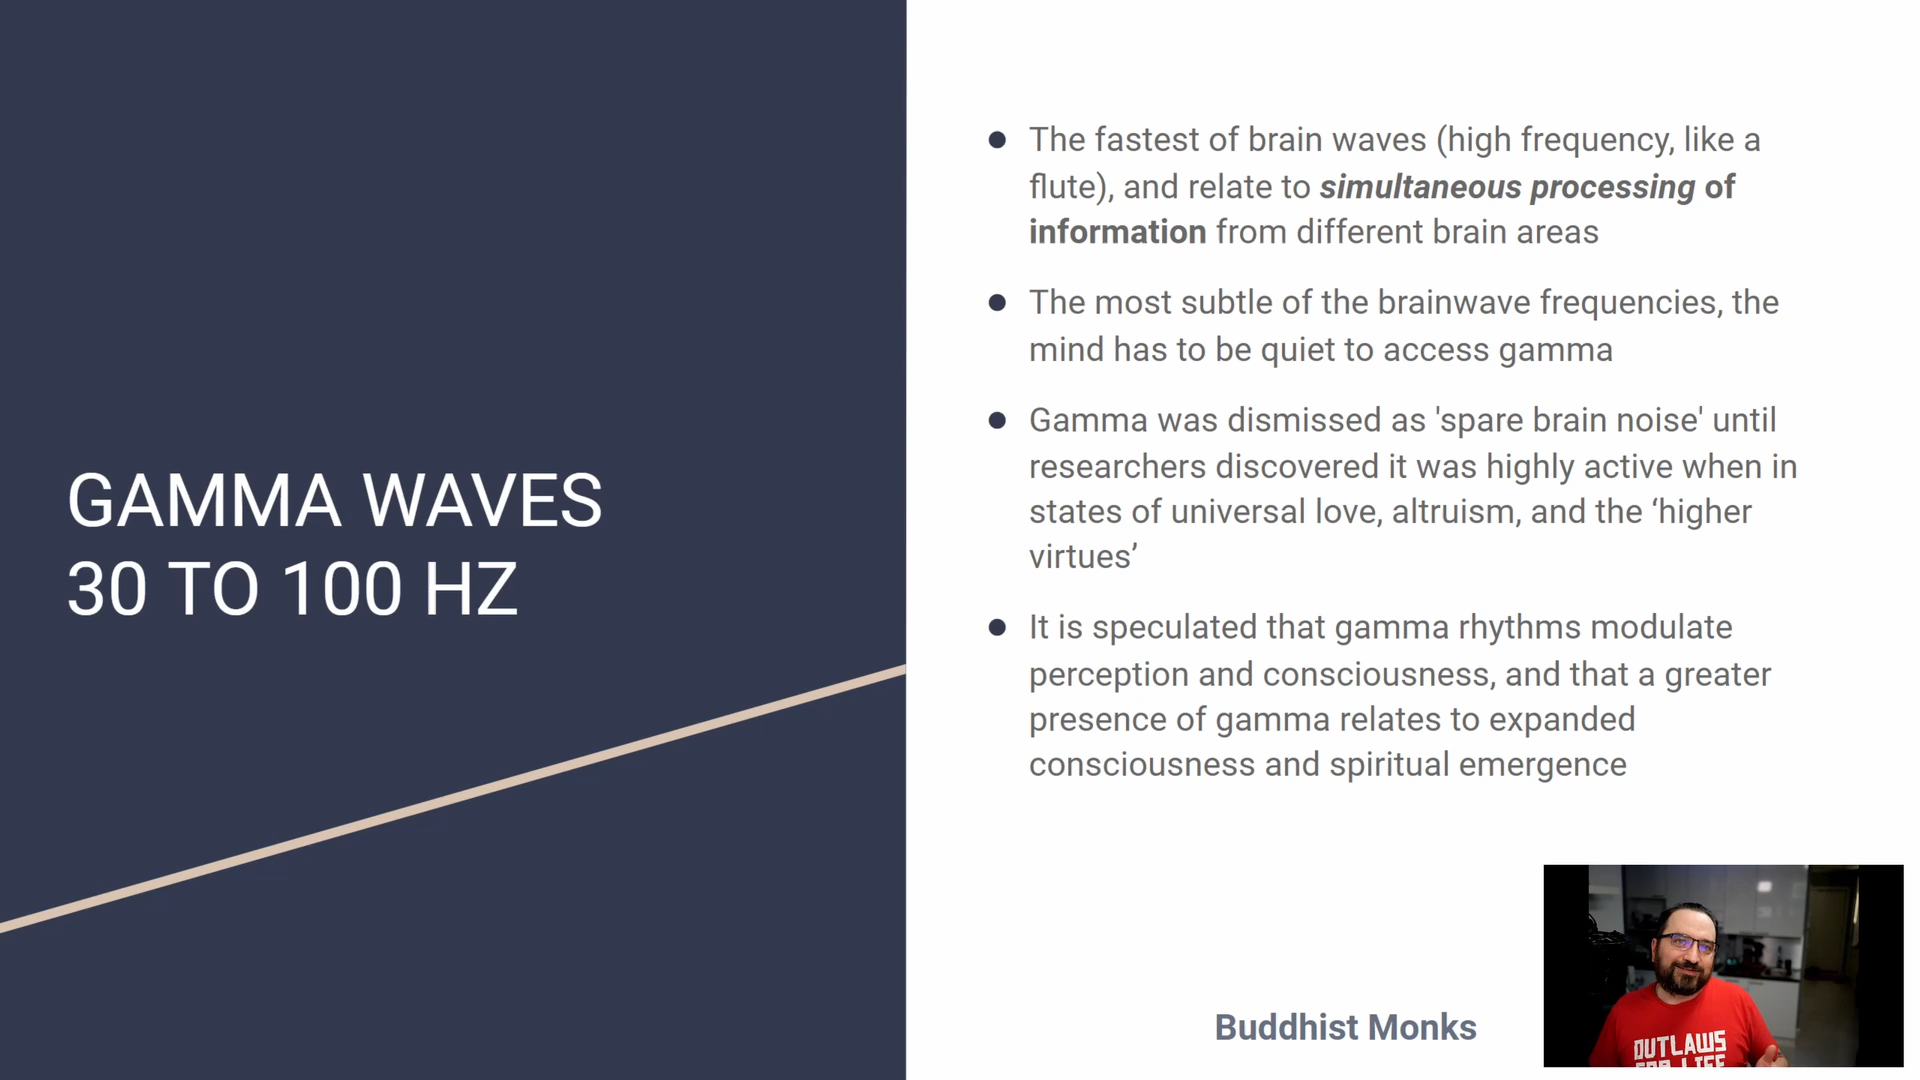 GAMMA WAVES
30 TO 100 HZ
● The fastest of brain waves (high frequency, like a
flute), and relate to simultaneous processing of
information from different brain areas
● The most subtle of the brainwave frequencies, the
mind has to be quiet to access gamma
● Gamma was dismissed as 'spare brain noise' until
researchers discovered it was highly active when in
states of universal love, altruism, and the ‘higher
virtues’
● It is speculated that gamma rhythms modulate
perception and consciousness, and that a greater
presence of gamma relates to expanded
consciousness and spiritual emergence
Buddhist Monks
OUTLAWS
FOR LIFE